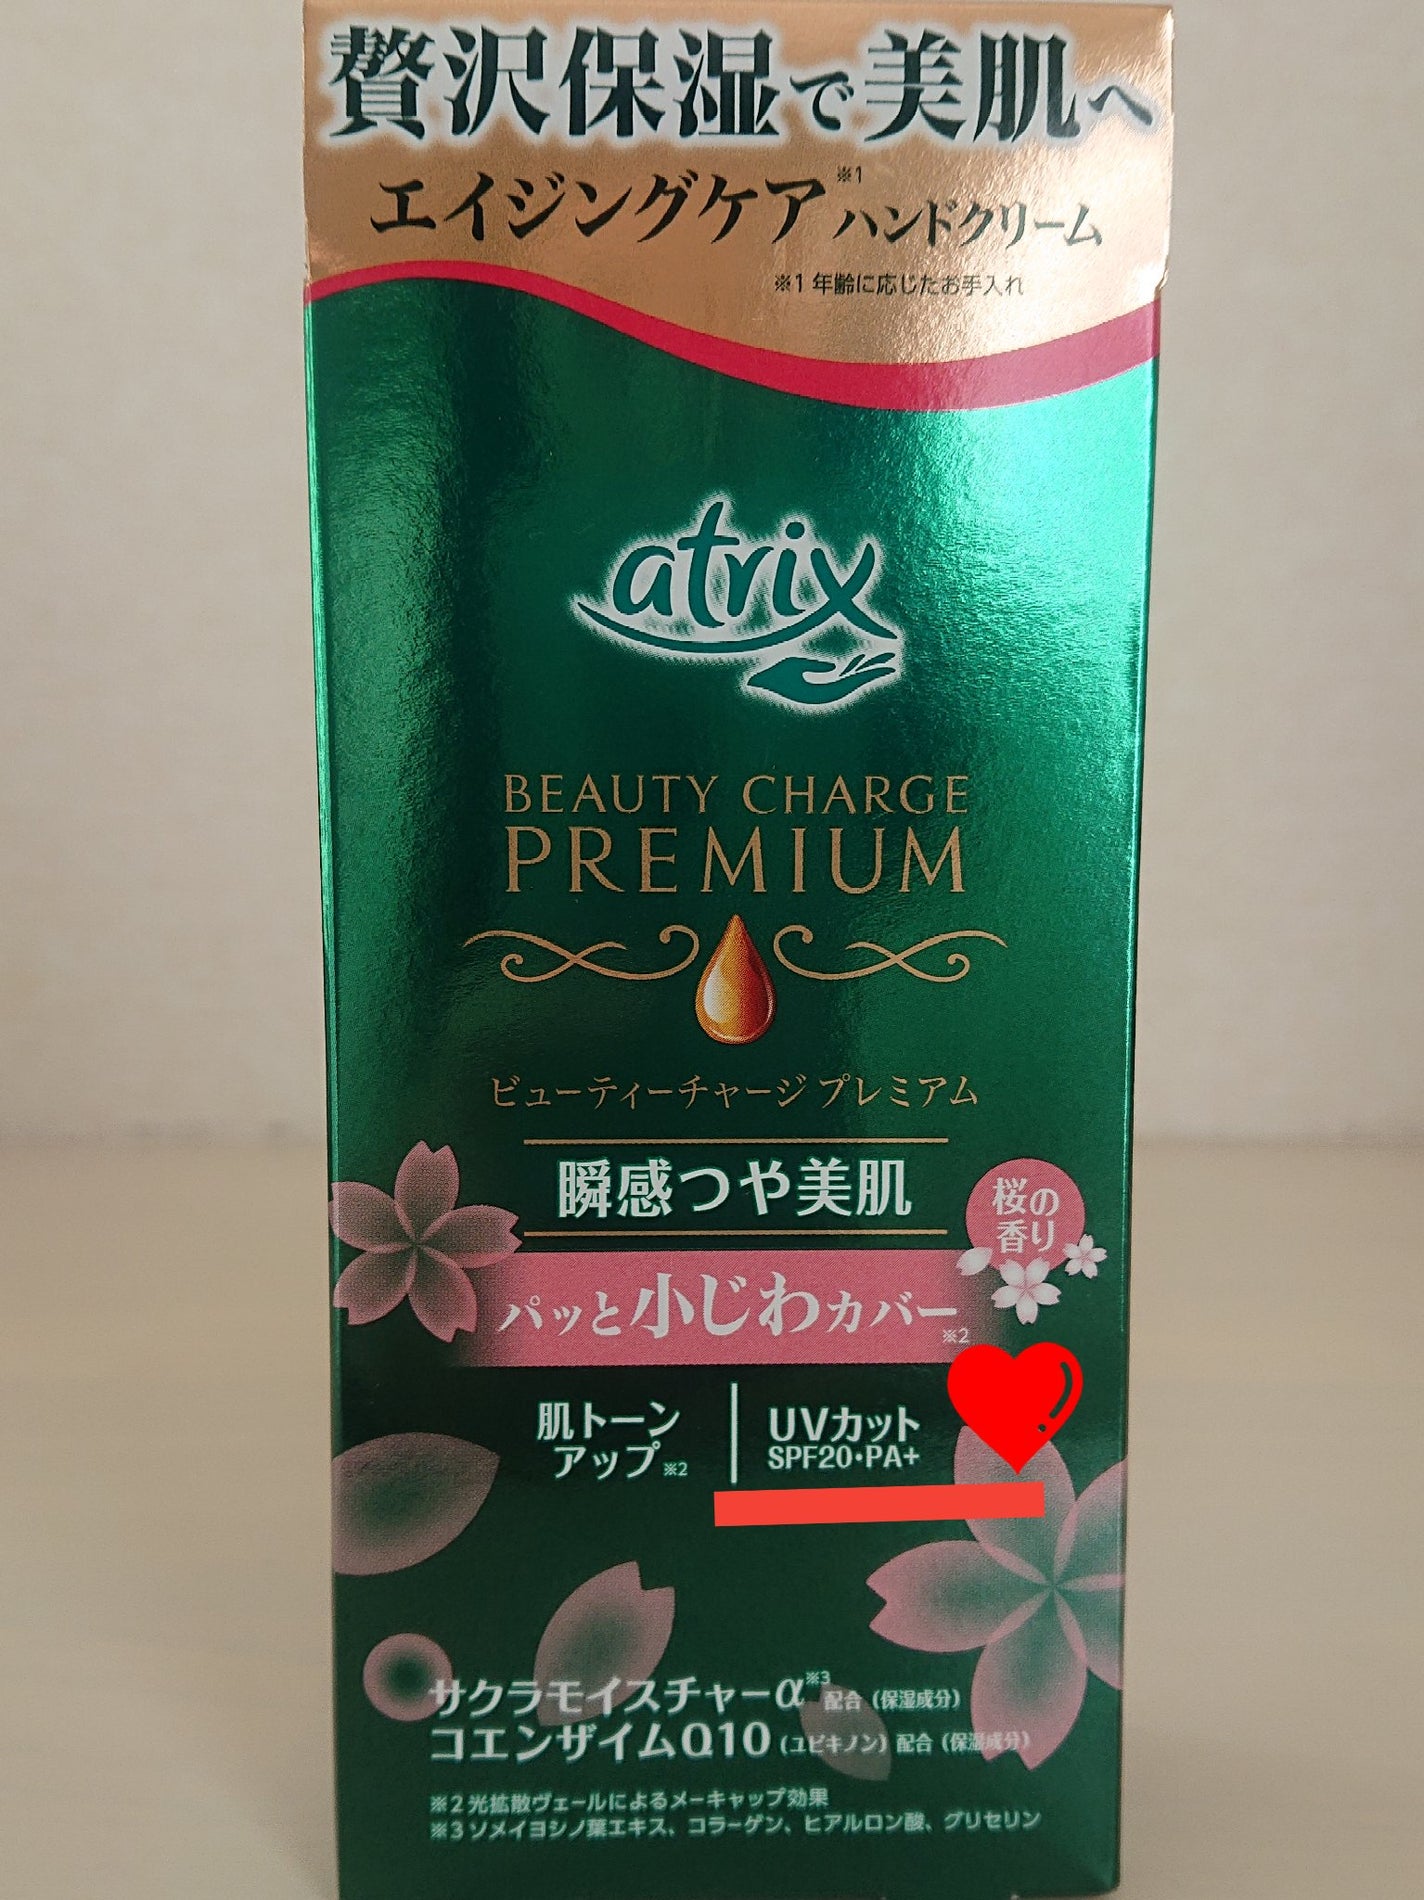 贅沢保湿で美肌へ
エイジングケア※1ハンドクリーム
※1 年齢に応じたお手入れ
atrix
BEAUTY CHARGE
PREMIUM
ビューティーチャージ プレミアム
瞬感つや美肌
桜の
香り
パッと小じわカバー※2
肌トーン
アップ※2
UVカット
SPF20・PA+
サクラモイスチャーα※3配合（保湿成分）
コエンザイムQ10（ユビキノン）配合（保湿成分）
※2 光拡散ヴェールによるメーキャップ効果
※3 ソメイヨシノ葉エキス、コラーゲン、ヒアルロン酸、グリセリン